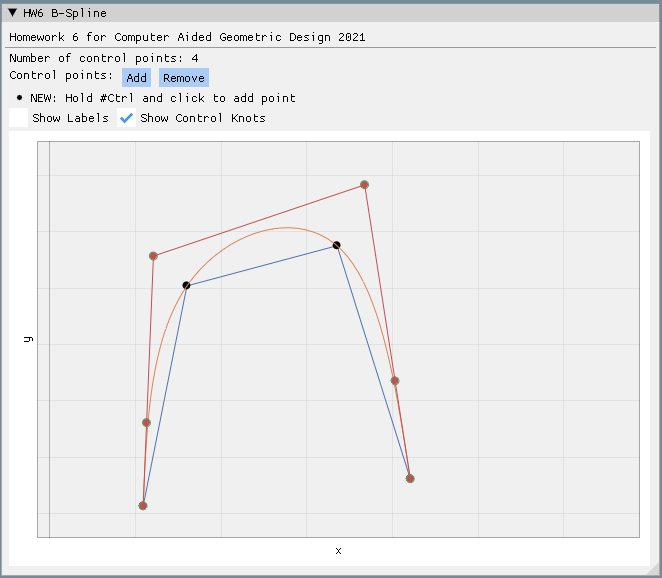 HW6 B-Spline
Homework 6 for Computer Aided Geometric Design 2021
Number of control points: 4
Control points: Add Remove
NEW: Hold #Ctrl and click to add point
Show Labels Show Control Knots
y
x